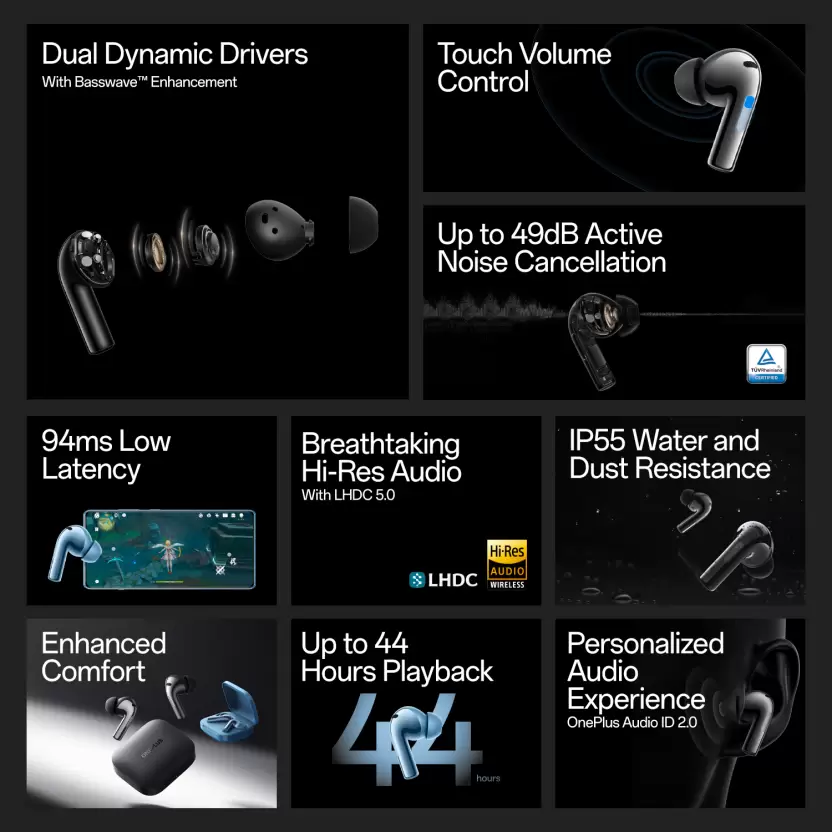 Dual Dynamic Drivers
With Basswave™ Enhancement
Touch Volume
Control
Up to 49dB Active
Noise Cancellation
TÜVRheinland
CERTIFIED
94ms Low
Latency
Breathtaking
Hi-Res Audio
With LHDC 5.0
LHDC
Hi-Res
AUDIO
WIRELESS
IP55 Water and
Dust Resistance
Enhanced
Comfort
Up to 44
Hours Playback
44
hours
Personalized
Audio
Experience
OnePlus Audio ID 2.0